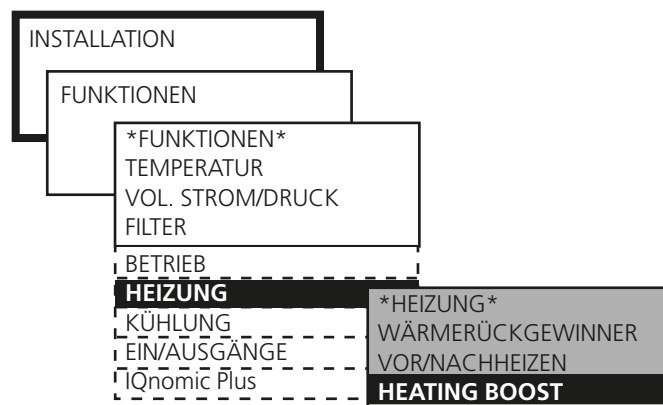 INSTALLATION
FUNKTIONEN
*FUNKTIONEN*
TEMPERATUR
VOL. STROM/DRUCK
FILTER
BETRIEB
HEIZUNG
KÜHLUNG
EIN/AUSGÄNGE
IQnomic Plus
*HEIZUNG*
WÄRMERÜCKGEWINNER
VOR/NACHHEIZEN
HEATING BOOST